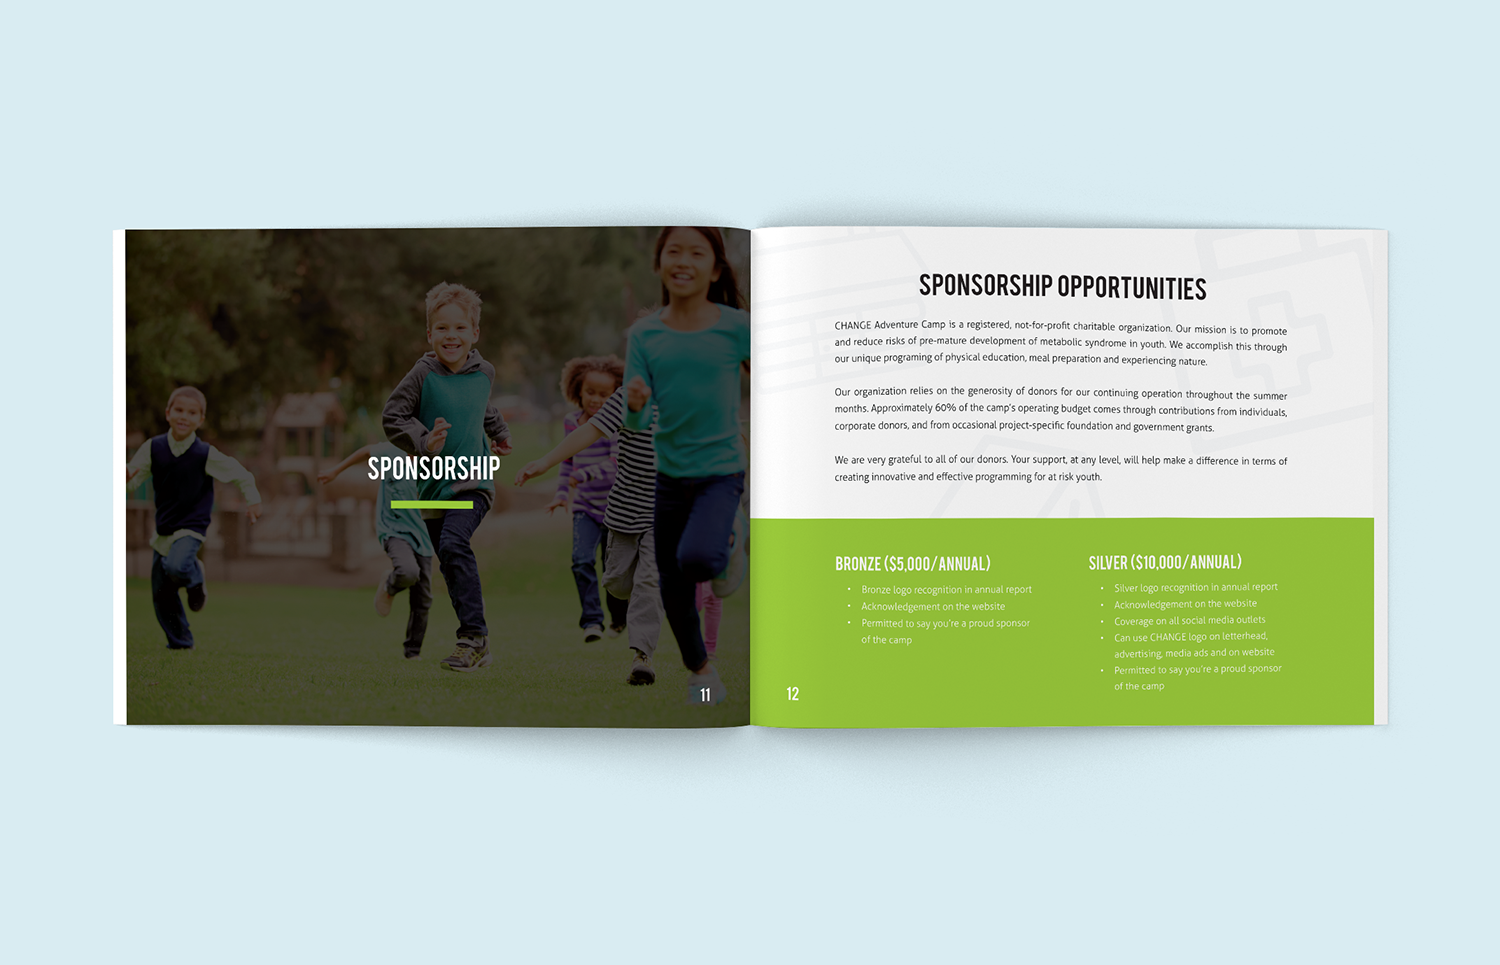 SPONSORSHIP
11
SPONSORSHIP OPPORTUNITIES
CHANGE Adventure Camp is a registered, not-for-profit charitable organization. Our mission is to promote
and reduce risks of pre-mature development of metabolic syndrome in youth. We accomplish this through
our unique programing of physical education, meal preparation and experiencing nature.
Our organization relies on the generosity of donors for our continuing operation throughout the summer
months. Approximately 60% of the camp's operating budget comes through contributions from individuals,
corporate donors, and from occasional project-specific foundation and government grants.
We are very grateful to all of our donors. Your support, at any level, will help make a difference in terms of
creating innovative and effective programming for at risk youth.
BRONZE ($5,000/ANNUAL)
• Bronze logo recognition in annual report
• Acknowledgement on the website
• Permitted to say you're a proud sponsor
of the camp
SILVER ($10,000/ANNUAL)
• Silver logo recognition in annual report
• Acknowledgement on the website
• Coverage on all social media outlets
• Can use CHANGE logo on letterhead,
advertising, media ads and on website
• Permitted to say you're a proud sponsor
of the camp
12